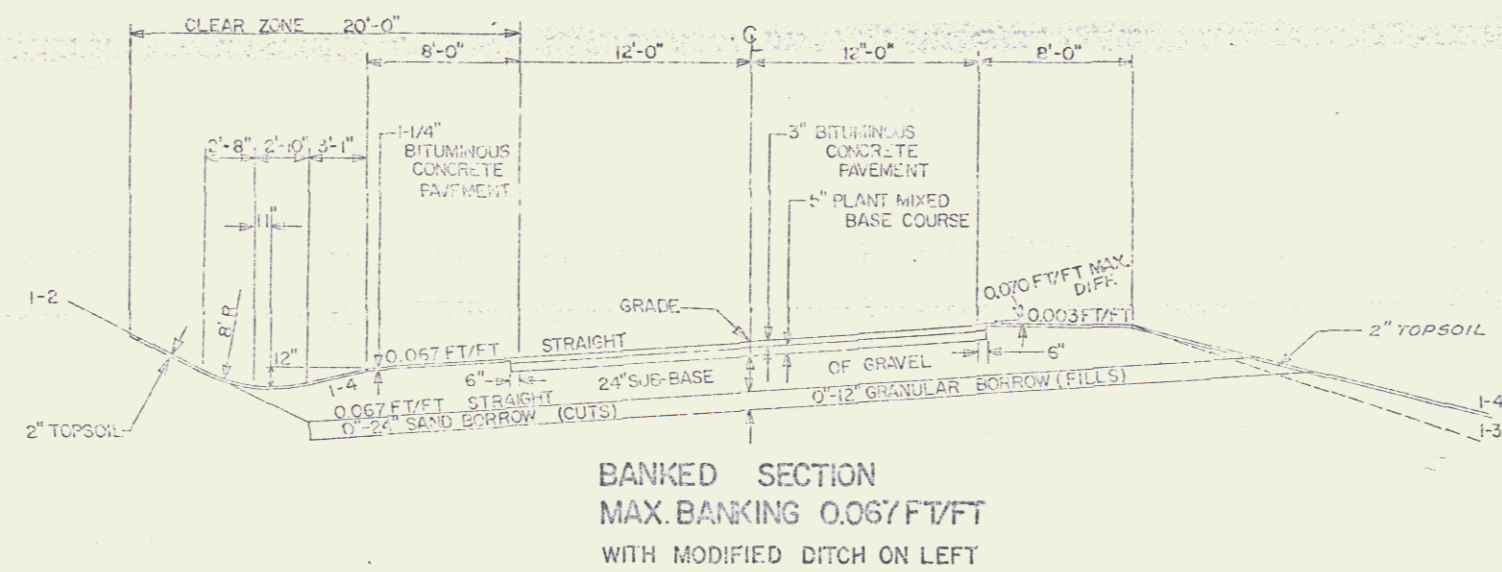 CLEAR ZONE 20'-0"
℄
8'-0"
12'-0"
12"-0"
8'-0"
2'-8"
2'-10"
3'-1"
1-1/4"
BITUMINOUS
CONCRETE
PAVEMENT
3" BITUMINOUS
CONCRETE
PAVEMENT
11"
5" PLANT MIXED
BASE COURSE
0.070 FT/FT MAX.
DIFF.
1-2
8' R
GRADE
0.003 FT/FT
2" TOPSOIL
12"
0.067 FT/FT
STRAIGHT
6"
1-4
6"
24" SUB-BASE
OF GRAVEL
0.067 FT/FT STRAIGHT
0"-12" GRANULAR BORROW (FILLS)
0"-24" SAND BORROW (CUTS)
1-4
2" TOPSOIL
1-3
BANKED SECTION
MAX. BANKING 0.067 FT/FT
WITH MODIFIED DITCH ON LEFT